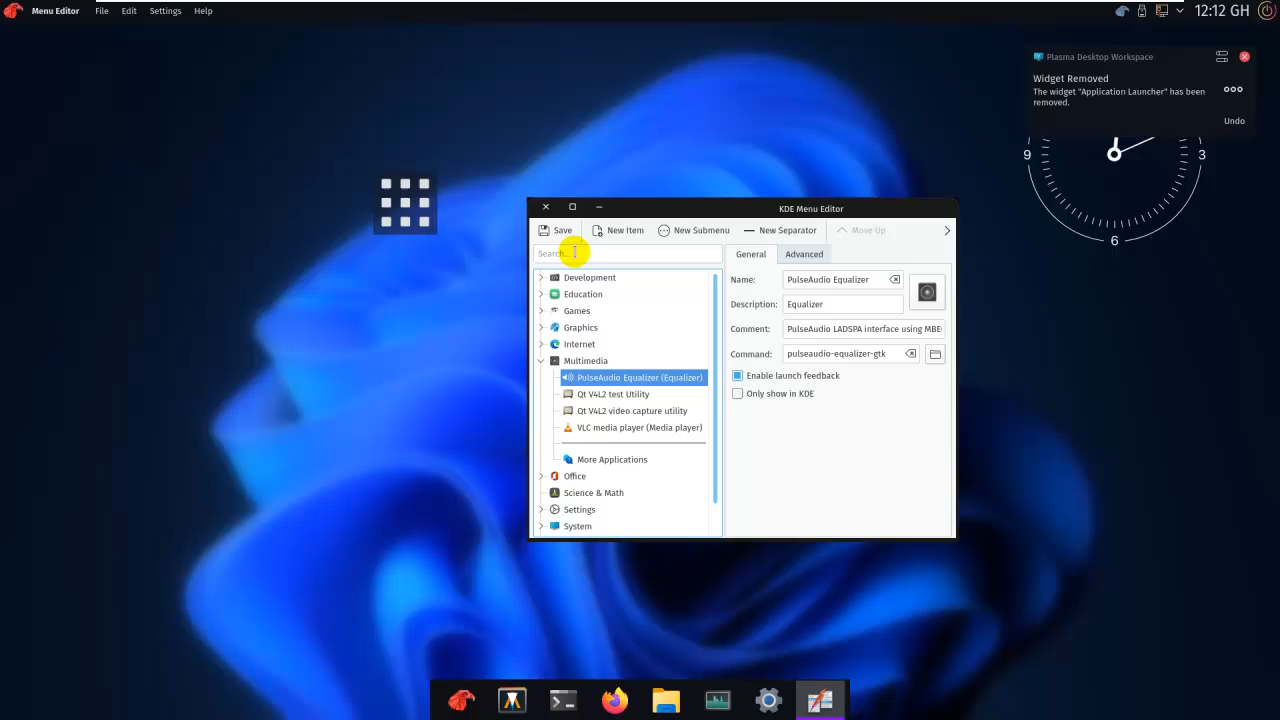 Menu Editor File Edit Settings Help
12:12 GH
Plasma Desktop Workspace
Widget Removed
The widget "Application Launcher" has been
removed.
Undo
9
3
6
KDE Menu Editor
Save New Item New Submenu New Separator Move Up
Search...
Development
Education
Games
Graphics
Internet
Multimedia
PulseAudio Equalizer (Equalizer)
Qt V4L2 test Utility
Qt V4L2 video capture utility
VLC media player (Media player)
More Applications
Office
Science & Math
Settings
System
General Advanced
Name: PulseAudio Equalizer
Description: Equalizer
Comment: PulseAudio LADSPA interface using MBE
Command: pulseaudio-equalizer-gtk
Enable launch feedback
Only show in KDE